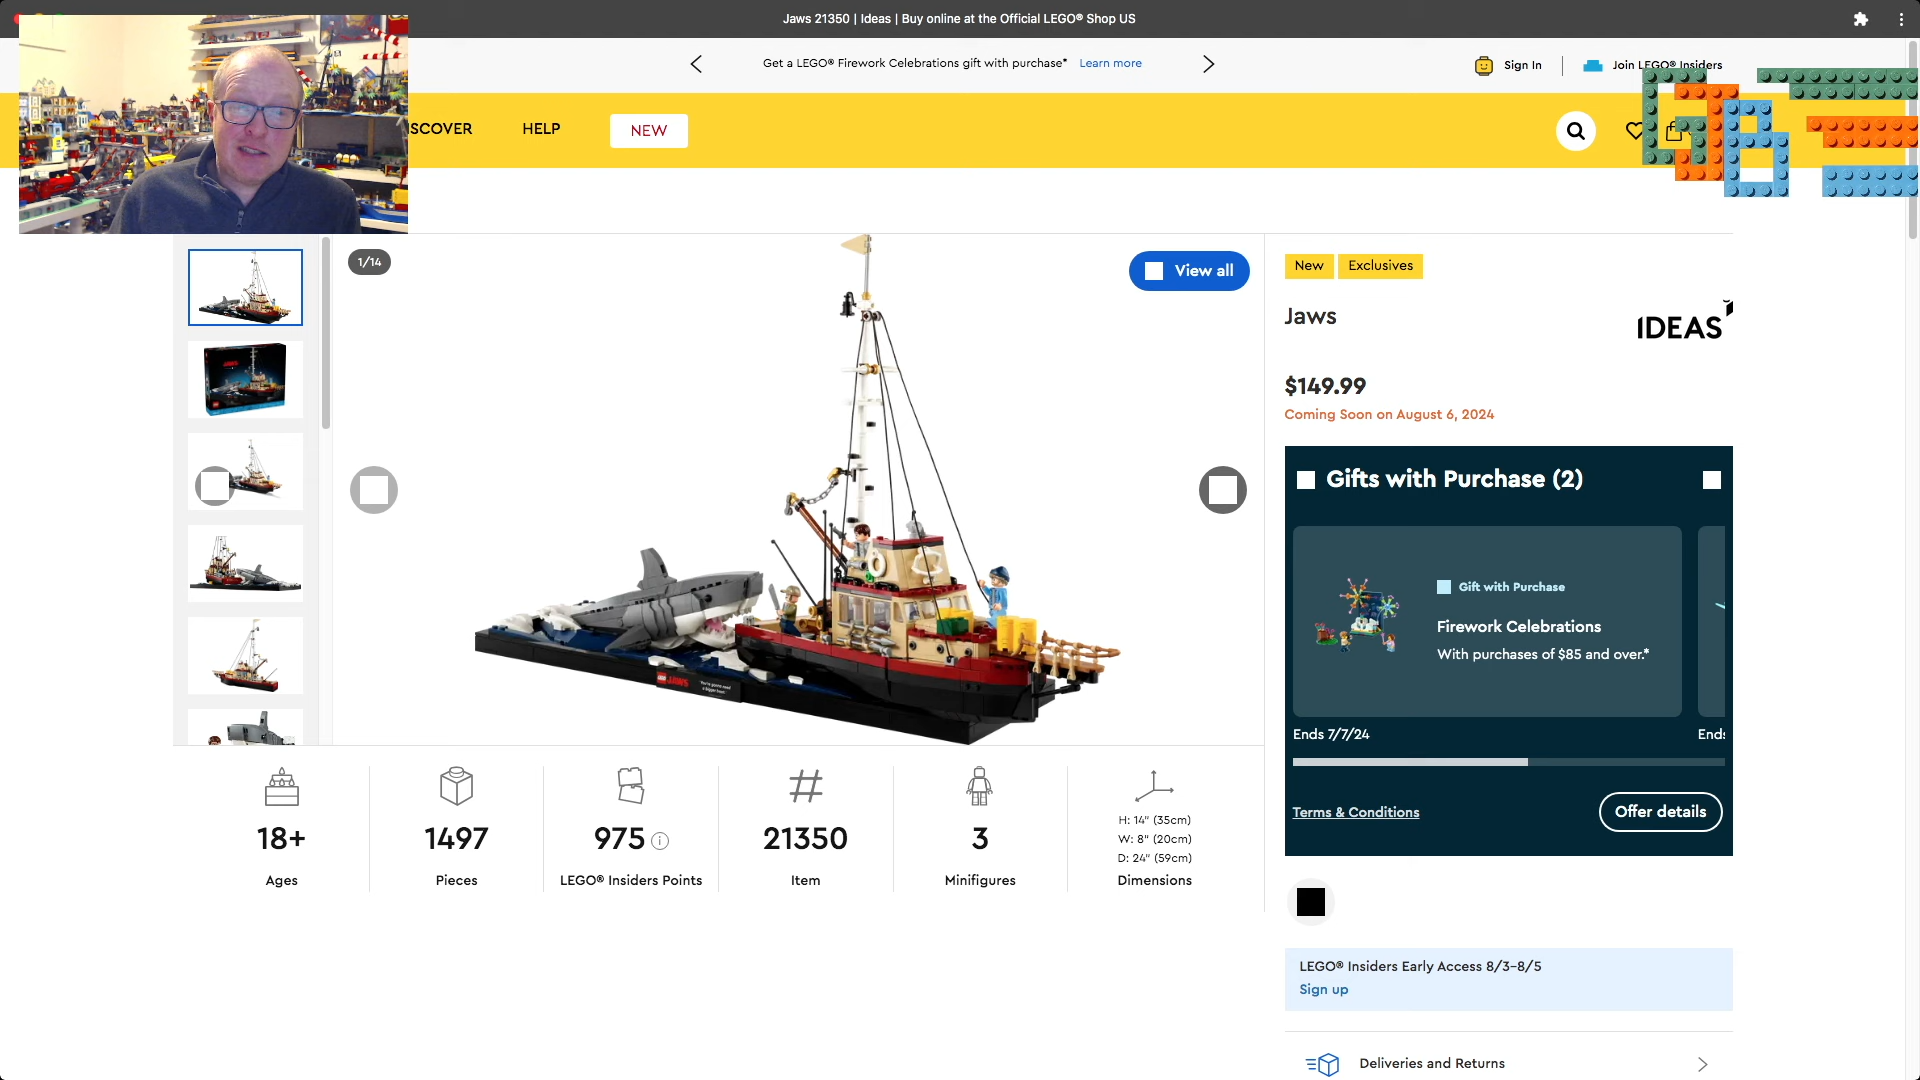 Jaws 21350 | Ideas | Buy online at the Official LEGO® Shop US
Get a LEGO® Firework Celebrations gift with purchase* Learn more
Sign In
Join LEGO® Insiders
ISCOVER
HELP
NEW
GB
1/14
View all
New
Exclusives
Jaws
IDEAS
$149.99
Coming Soon on August 6, 2024
Gifts with Purchase (2)
Gift with Purchase
Firework Celebrations
With purchases of $85 and over.*
Ends 7/7/24
Ends
Terms & Conditions
Offer details
JAWS
18+
Ages
1497
Pieces
975
LEGO® Insiders Points
21350
Item
3
Minifigures
H: 14" (35cm)
W: 8" (20cm)
D: 24" (59cm)
Dimensions
LEGO® Insiders Early Access 8/3-8/5
Sign up
Deliveries and Returns